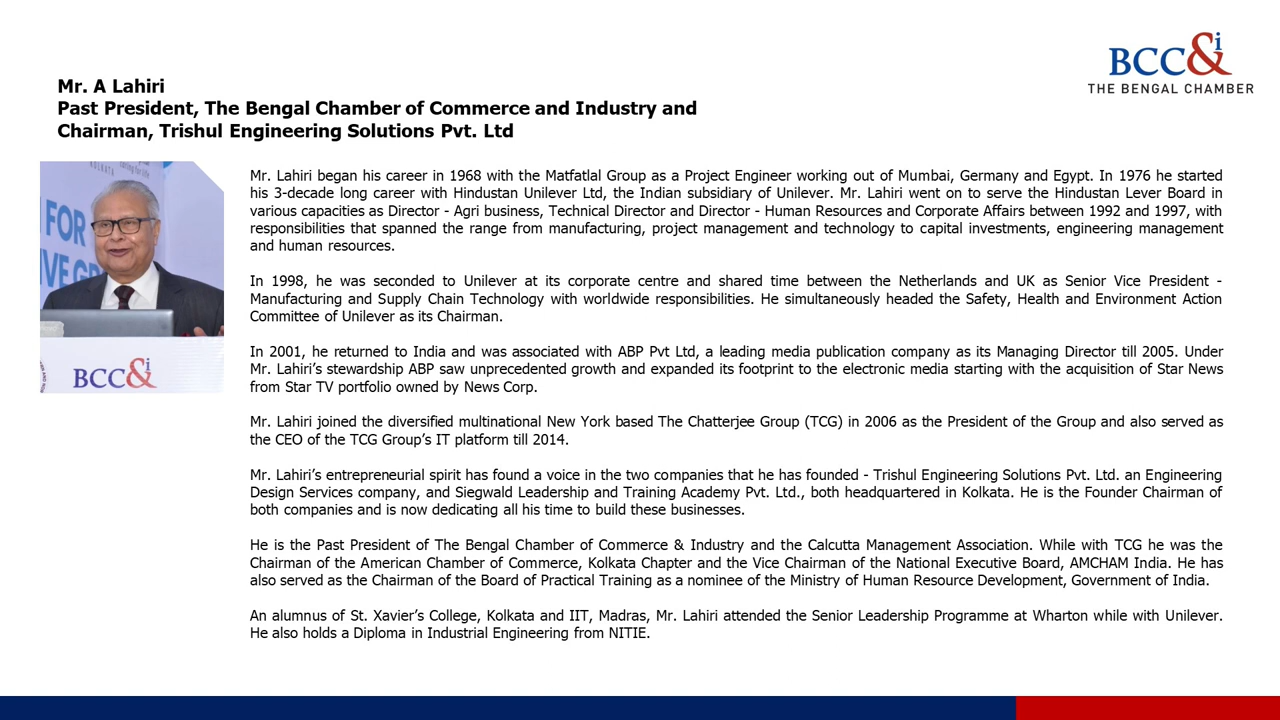 BCC&i
THE BENGAL CHAMBER
Mr. A Lahiri
Past President, The Bengal Chamber of Commerce and Industry and
Chairman, Trishul Engineering Solutions Pvt. Ltd
KOLKATA
FOR
IVE GR
BCC&i
Mr. Lahiri began his career in 1968 with the Matfatlal Group as a Project Engineer working out of Mumbai, Germany and Egypt. In 1976 he started
his 3-decade long career with Hindustan Unilever Ltd, the Indian subsidiary of Unilever. Mr. Lahiri went on to serve the Hindustan Lever Board in
various capacities as Director - Agri business, Technical Director and Director - Human Resources and Corporate Affairs between 1992 and 1997, with
responsibilities that spanned the range from manufacturing, project management and technology to capital investments, engineering management
and human resources.
In 1998, he was seconded to Unilever at its corporate centre and shared time between the Netherlands and UK as Senior Vice President -
Manufacturing and Supply Chain Technology with worldwide responsibilities. He simultaneously headed the Safety, Health and Environment Action
Committee of Unilever as its Chairman.
In 2001, he returned to India and was associated with ABP Pvt Ltd, a leading media publication company as its Managing Director till 2005. Under
Mr. Lahiri's stewardship ABP saw unprecedented growth and expanded its footprint to the electronic media starting with the acquisition of Star News
from Star TV portfolio owned by News Corp.
Mr. Lahiri joined the diversified multinational New York based The Chatterjee Group (TCG) in 2006 as the President of the Group and also served as
the CEO of the TCG Group's IT platform till 2014.
Mr. Lahiri's entrepreneurial spirit has found a voice in the two companies that he has founded - Trishul Engineering Solutions Pvt. Ltd. an Engineering
Design Services company, and Siegwald Leadership and Training Academy Pvt. Ltd., both headquartered in Kolkata. He is the Founder Chairman of
both companies and is now dedicating all his time to build these businesses.
He is the Past President of The Bengal Chamber of Commerce & Industry and the Calcutta Management Association. While with TCG he was the
Chairman of the American Chamber of Commerce, Kolkata Chapter and the Vice Chairman of the National Executive Board, AMCHAM India. He has
also served as the Chairman of the Board of Practical Training as a nominee of the Ministry of Human Resource Development, Government of India.
An alumnus of St. Xavier's College, Kolkata and IIT, Madras, Mr. Lahiri attended the Senior Leadership Programme at Wharton while with Unilever.
He also holds a Diploma in Industrial Engineering from NITIE.